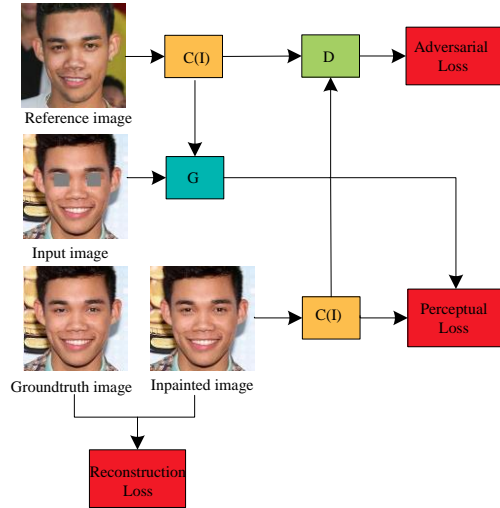 C(I)
D
Adversarial
Loss
Reference image
G
Input image
C(I)
Perceptual
Loss
Groundtruth image
Inpainted image
Reconstruction
Loss